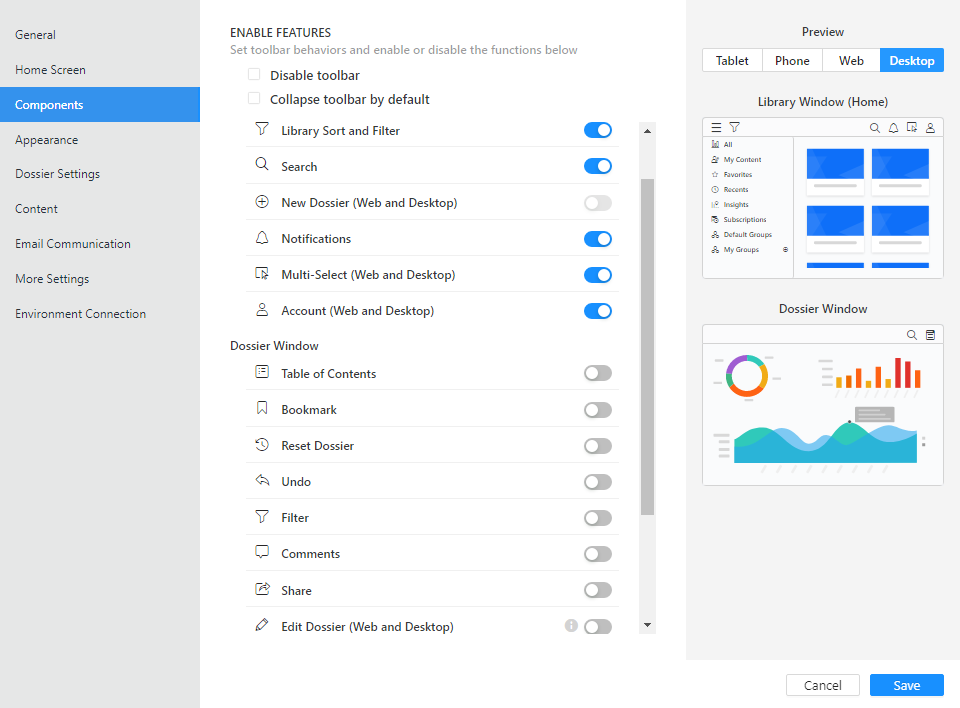 General
Home Screen
Components
Appearance
Dossier Settings
Content
Email Communication
More Settings
Environment Connection
ENABLE FEATURES
Set toolbar behaviors and enable or disable the functions below
Disable toolbar
Collapse toolbar by default
Library Sort and Filter
Search
New Dossier (Web and Desktop)
Notifications
Multi-Select (Web and Desktop)
Account (Web and Desktop)
Dossier Window
Table of Contents
Bookmark
Reset Dossier
Undo
Filter
Comments
Share
Edit Dossier (Web and Desktop)
Preview
Tablet Phone Web Desktop
Library Window (Home)
All
My Content
Favorites
Recents
Insights
Subscriptions
Default Groups
My Groups
Dossier Window
Cancel Save